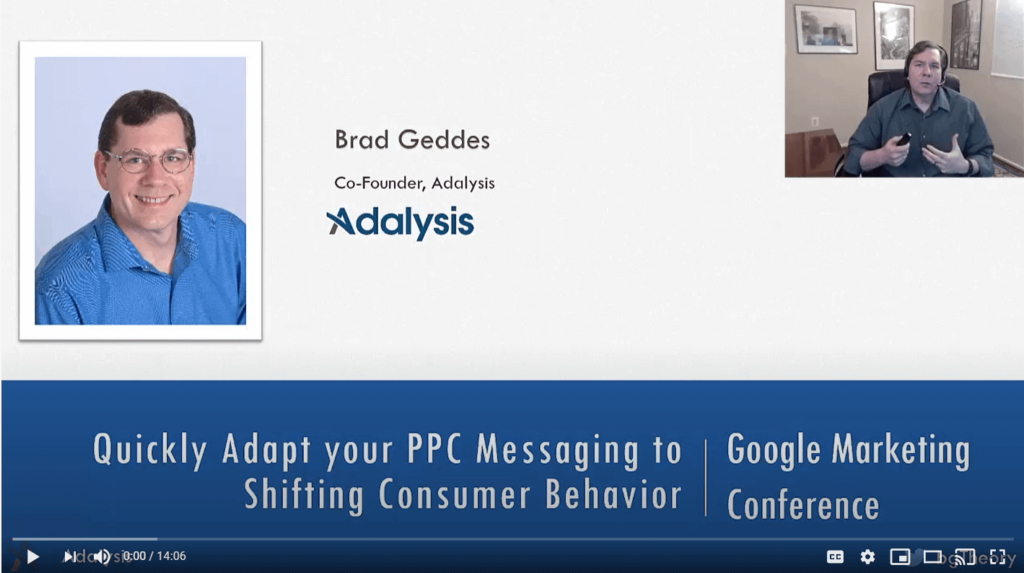 Brad Geddes
Co-Founder, Adalysis
Adalysis
Quickly Adapt your PPC Messaging to
Shifting Consumer Behavior
Google Marketing
Conference
0:00 / 14:06
CC